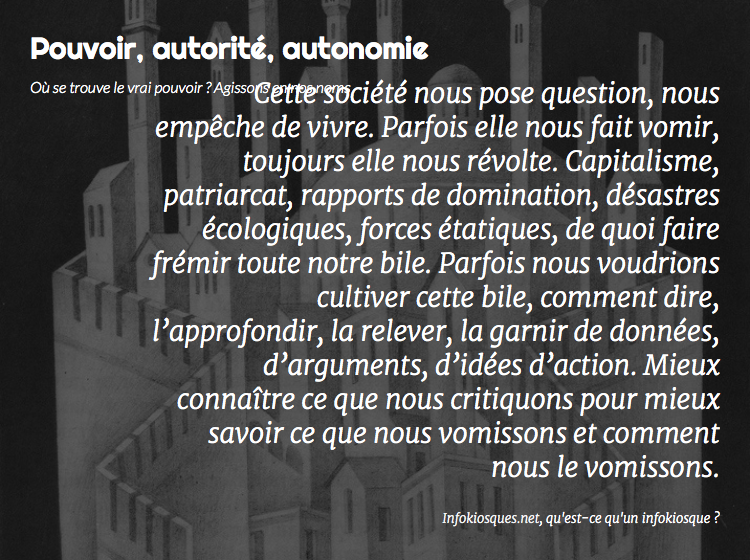 Pouvoir, autorité, autonomie
Où se trouve le vrai pouvoir ? Agissons en nos noms
Cette société nous pose question, nous
empêche de vivre. Parfois elle nous fait vomir,
toujours elle nous révolte. Capitalisme,
patriarcat, rapports de domination, désastres
écologiques, forces étatiques, de quoi faire
frémir toute notre bile. Parfois nous voudrions
cultiver cette bile, comment dire,
l’approfondir, la relever, la garnir de données,
d’arguments, d’idées d’action. Mieux
connaître ce que nous critiquons pour mieux
savoir ce que nous vomissons et comment
nous le vomissons.
Infokiosques.net, qu'est-ce qu'un infokiosque ?